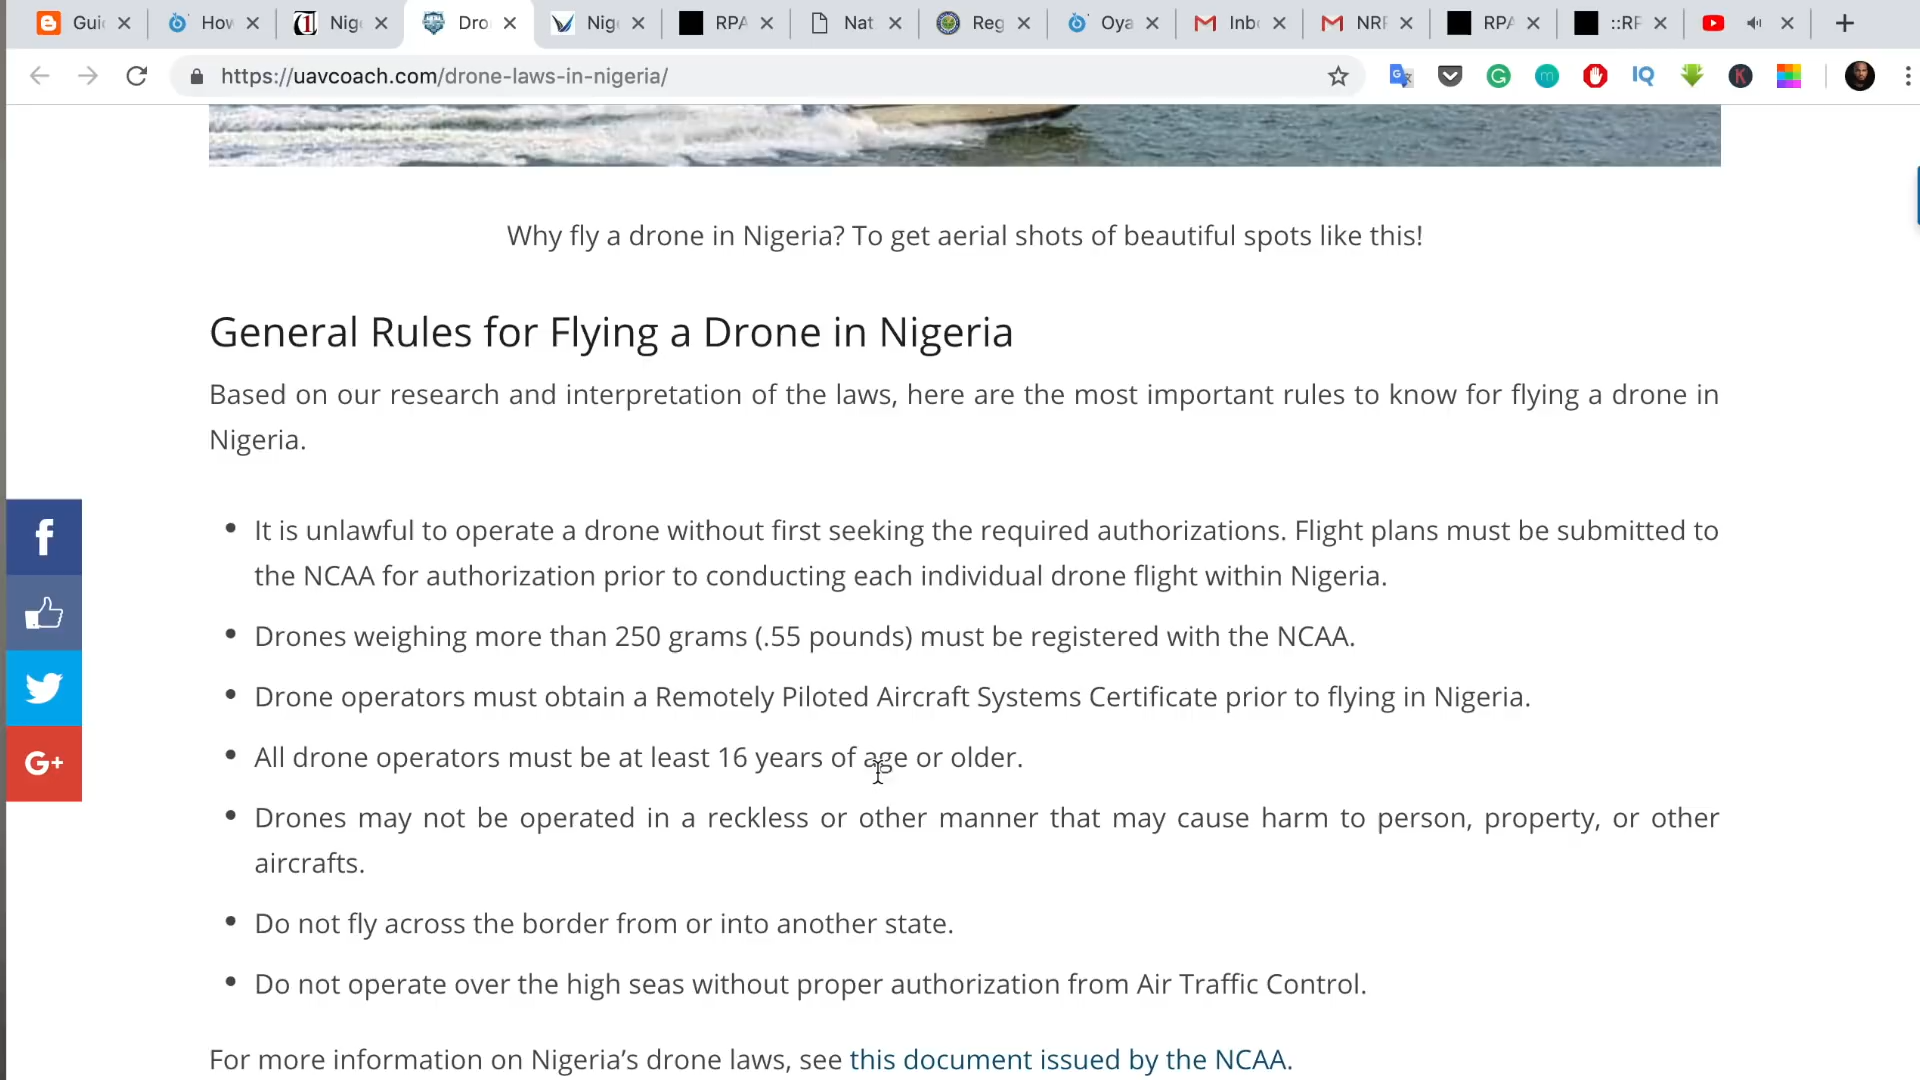 Gui How Nig Dro Nig RPA Nat Reg Oya Inb NRF RPA ::RP
https://uavcoach.com/drone-laws-in-nigeria/
Why fly a drone in Nigeria? To get aerial shots of beautiful spots like this!
General Rules for Flying a Drone in Nigeria
Based on our research and interpretation of the laws, here are the most important rules to know for flying a drone in
Nigeria.
• It is unlawful to operate a drone without first seeking the required authorizations. Flight plans must be submitted to
the NCAA for authorization prior to conducting each individual drone flight within Nigeria.
• Drones weighing more than 250 grams (.55 pounds) must be registered with the NCAA.
• Drone operators must obtain a Remotely Piloted Aircraft Systems Certificate prior to flying in Nigeria.
• All drone operators must be at least 16 years of age or older.
• Drones may not be operated in a reckless or other manner that may cause harm to person, property, or other
aircrafts.
• Do not fly across the border from or into another state.
• Do not operate over the high seas without proper authorization from Air Traffic Control.
For more information on Nigeria's drone laws, see this document issued by the NCAA.
f
G+